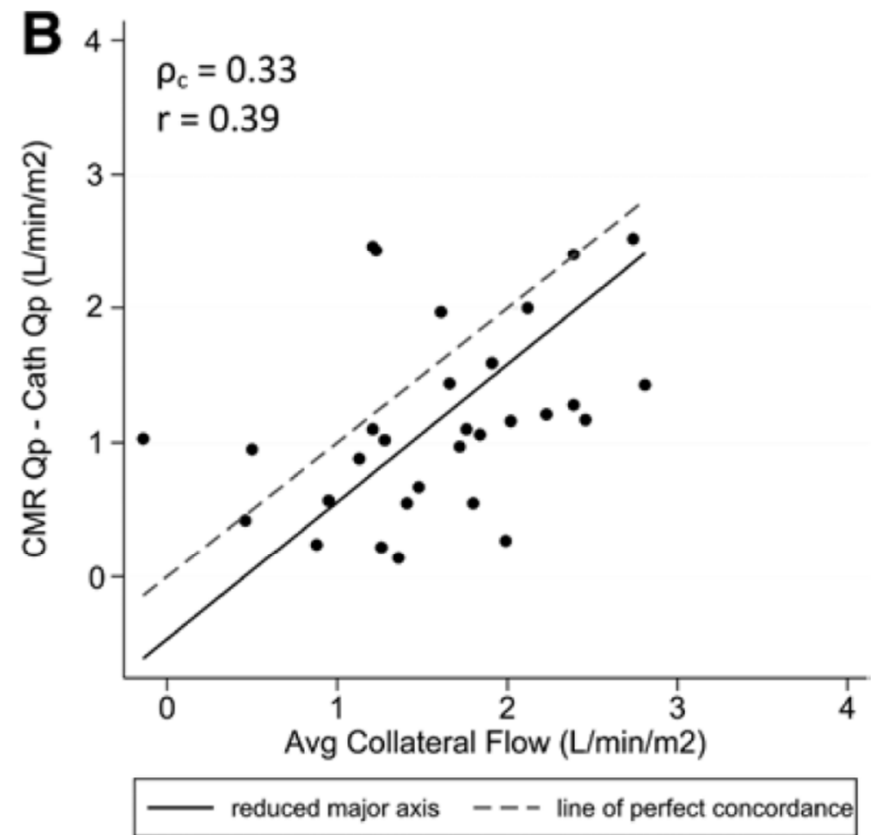 B
ρc = 0.33
r = 0.39
CMR Qp - Cath Qp (L/min/m2)
4
3
2
1
0
0 1 2 3 4
Avg Collateral Flow (L/min/m2)
reduced major axis line of perfect concordance